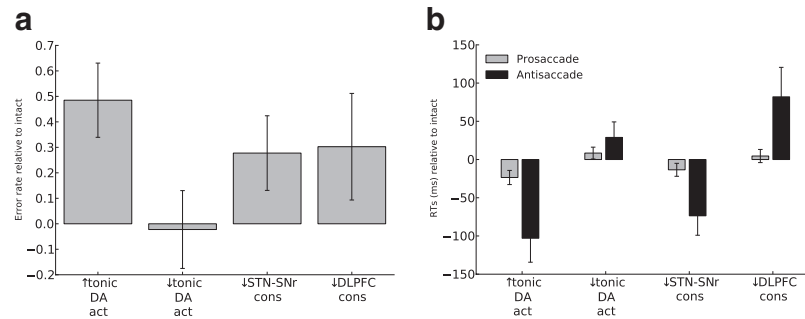 a
0.7
0.6
0.5
0.4
0.3
0.2
0.1
0.0
−0.1
−0.2
Error rate relative to intact
↑tonic
DA
act
↓tonic
DA
act
↓STN-SNr
cons
↓DLPFC
cons
b
150
100
50
0
−50
−100
−150
RTs (ms) relative to intact
Prosaccade
Antisaccade
↑tonic
DA
act
↓tonic
DA
act
↓STN-SNr
cons
↓DLPFC
cons